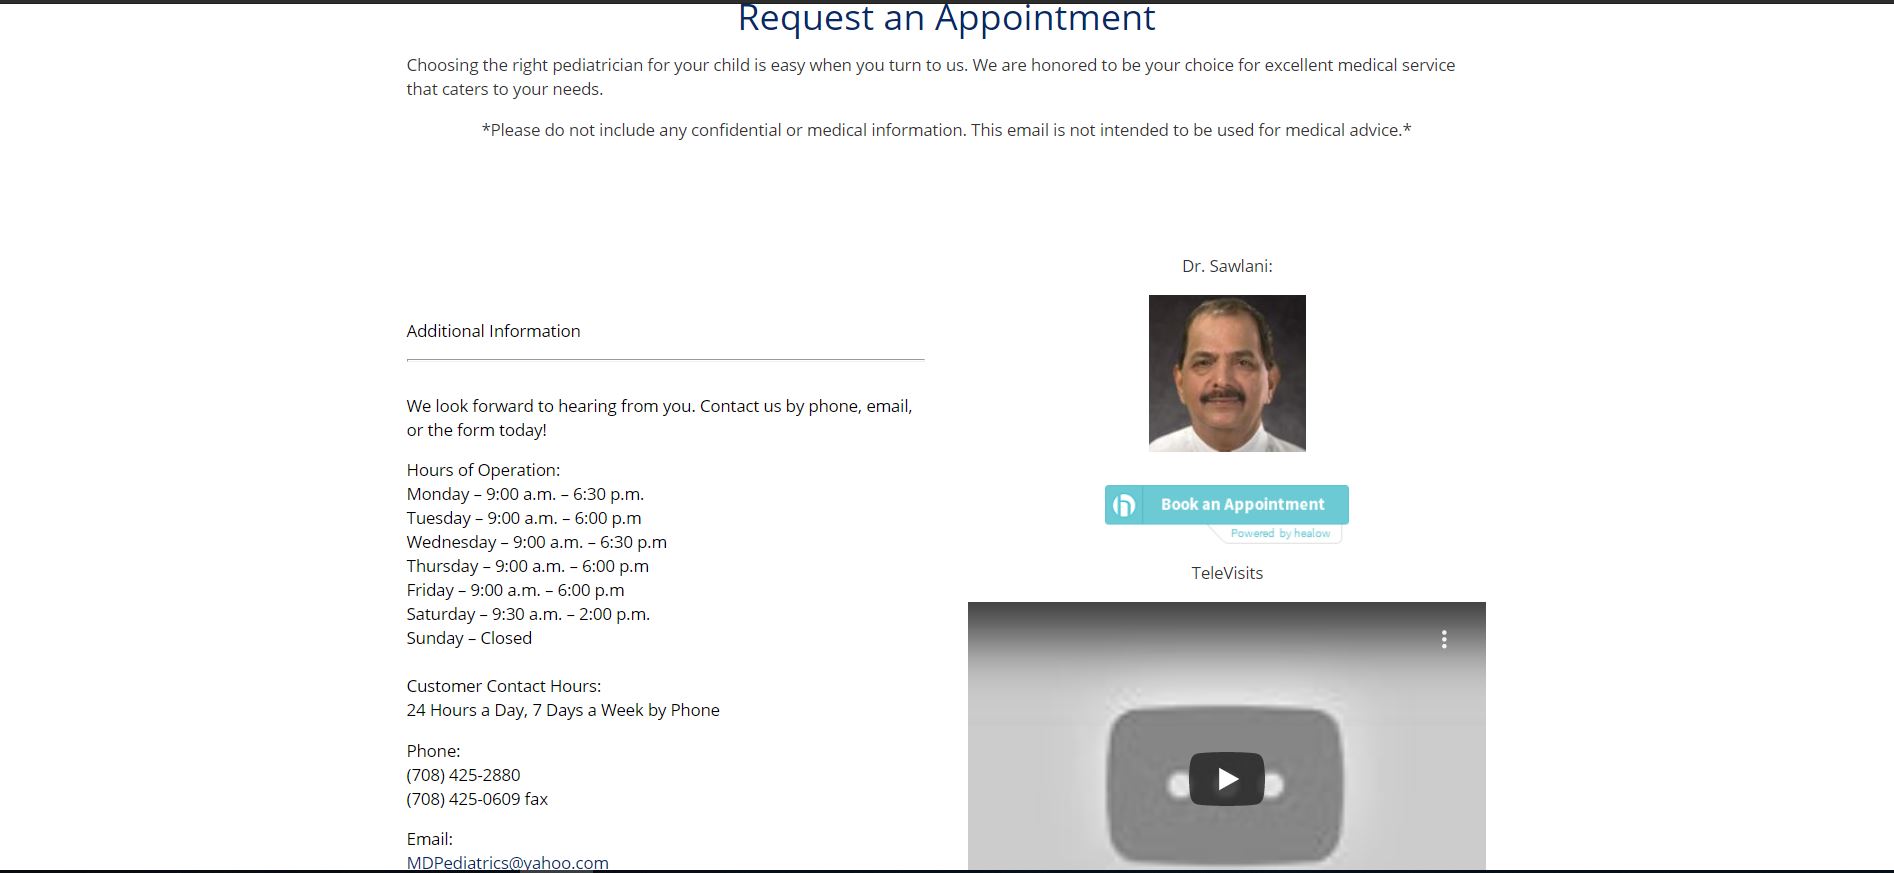 Request an Appointment
Choosing the right pediatrician for your child is easy when you turn to us. We are honored to be your choice for excellent medical service
that caters to your needs.
*Please do not include any confidential or medical information. This email is not intended to be used for medical advice.*
Additional Information
We look forward to hearing from you. Contact us by phone, email,
or the form today!
Hours of Operation:
Monday – 9:00 a.m. – 6:30 p.m.
Tuesday – 9:00 a.m. – 6:00 p.m
Wednesday – 9:00 a.m. – 6:30 p.m
Thursday – 9:00 a.m. – 6:00 p.m
Friday – 9:00 a.m. – 6:00 p.m
Saturday – 9:30 a.m. – 2:00 p.m.
Sunday – Closed
Customer Contact Hours:
24 Hours a Day, 7 Days a Week by Phone
Phone:
(708) 425-2880
(708) 425-0609 fax
Email:
MDPediatrics@yahoo.com
Dr. Sawlani:
Book an Appointment
Powered by healow
TeleVisits